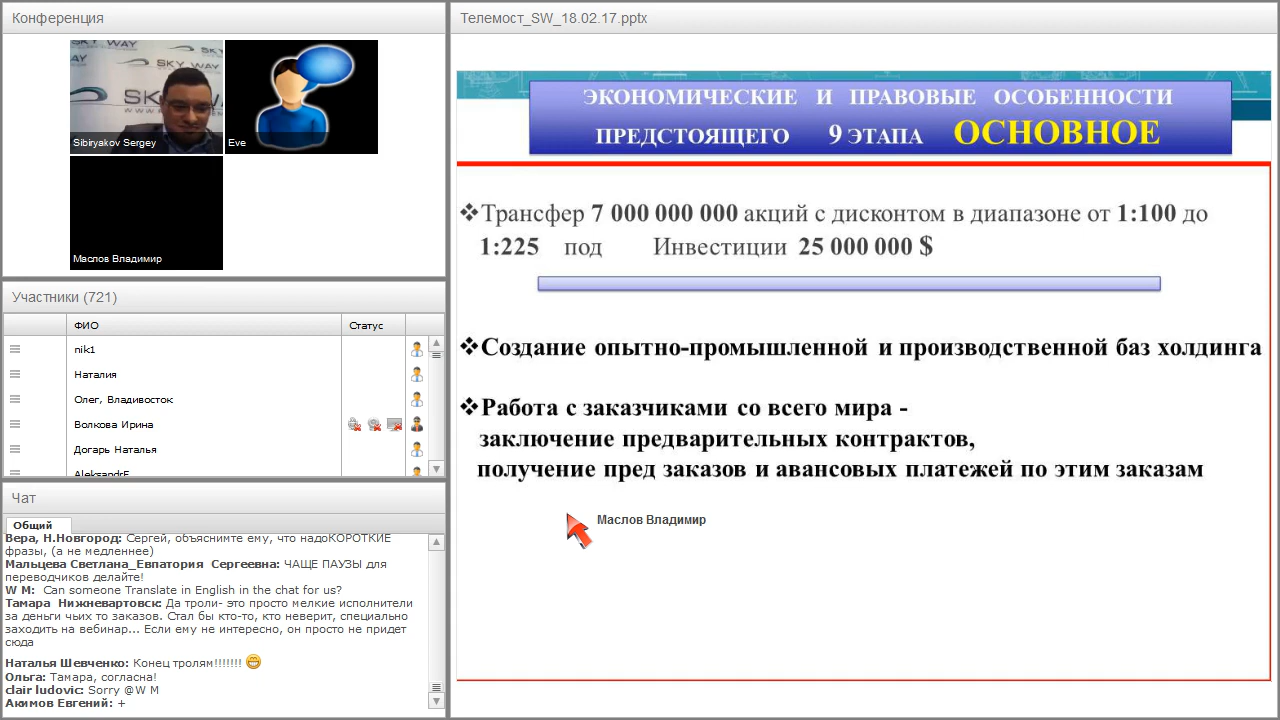 Конференция
SKY WAY
SKY WAY
SKY
Sibiryakov Sergey
Eve
Маслов Владимир
Участники (721)
ФИО Статус
nik1
Наталия
Олег, Владивосток
Волкова Ирина
Догарь Наталья
AleksandrE
Чат
Общий
Вера, Н.Новгород: Сергей, объяснимте ему, что надоКОРОТКИЕ
фразы, (а не медленнее)
Мальцева Светлана_Евпатория Сергеевна: ЧАЩЕ ПАУЗЫ для
переводчиков делайте!
W M: Can someone Translate in English in the chat for us?
Тамара Нижневартовск: Да троли- это просто мелкие исполнители
за деньги чьих то заказов. Стал бы кто-то, кто неверит, специально
заходить на вебинар... Если ему не интересно, он просто не придет
сюда
Наталья Шевченко: Конец тролям!!!!!!!
Ольга: Тамара, согласна!
clair ludovic: Sorry @W M
Акимов Евгений: +
Телемост_SW_18.02.17.pptx
ЭКОНОМИЧЕСКИЕ И ПРАВОВЫЕ ОСОБЕННОСТИ
ПРЕДСТОЯЩЕГО 9 ЭТАПА ОСНОВНОЕ
❖Трансфер 7 000 000 000 акций с дисконтом в диапазоне от 1:100 до
1:225 под Инвестиции 25 000 000 $
❖Создание опытно-промышленной и производственной баз холдинга
❖Работа с заказчиками со всего мира -
заключение предварительных контрактов,
получение пред заказов и авансовых платежей по этим заказам
Маслов Владимир